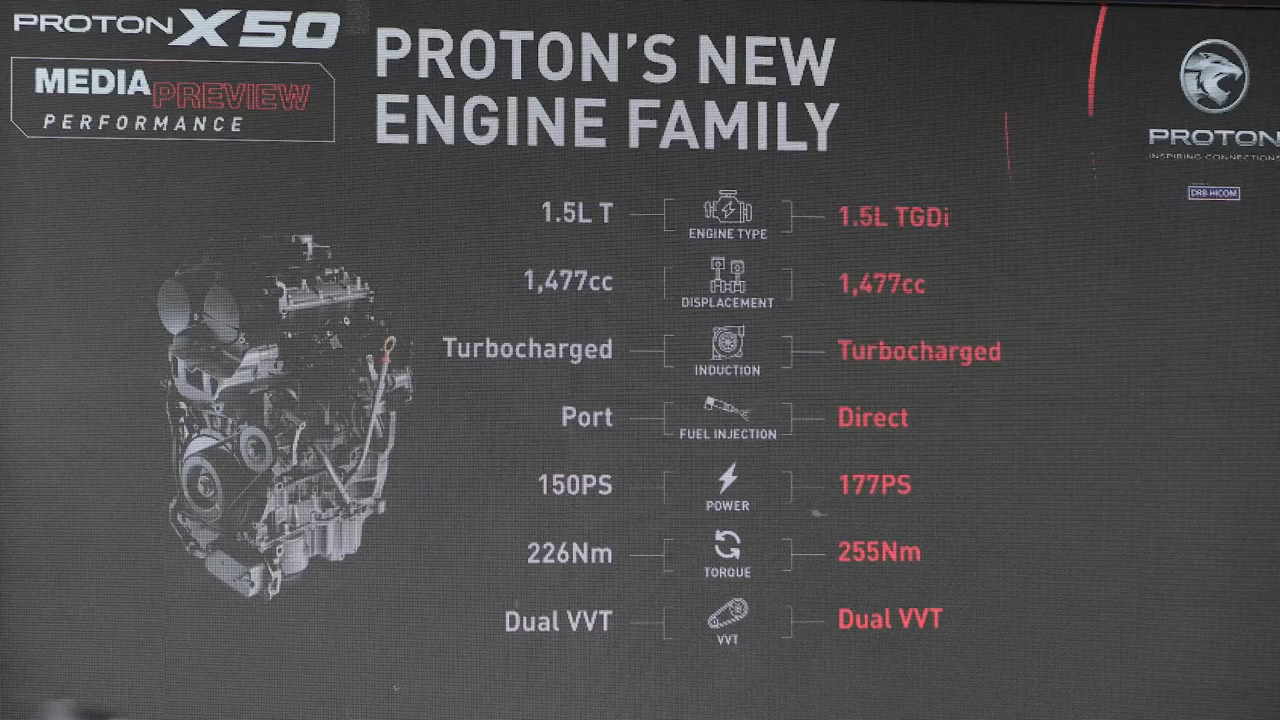 PROTON X50
MEDIA PREVIEW
PERFORMANCE
PROTON'S NEW
ENGINE FAMILY
PROTON
INSPIRING CONNECTIONS
DRB-HICOM
1.5L T ENGINE TYPE 1.5L TGDi
1,477cc DISPLACEMENT 1,477cc
Turbocharged INDUCTION Turbocharged
Port FUEL INJECTION Direct
150PS POWER 177PS
226Nm TORQUE 255Nm
Dual VVT VVT Dual VVT